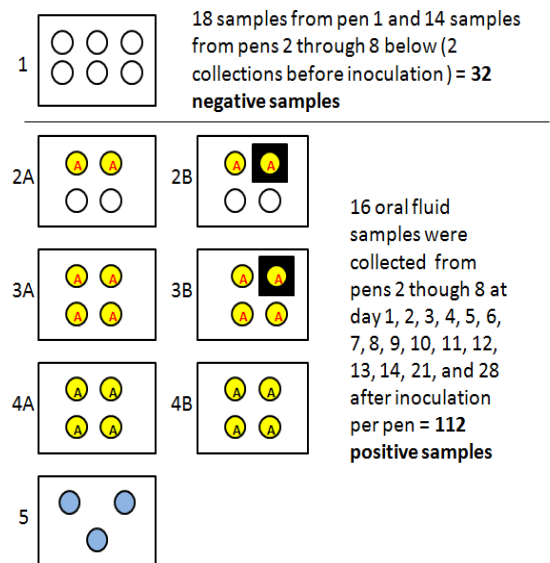 18 samples from pen 1 and 14 samples
from pens 2 through 8 below (2
collections before inoculation ) = 32
negative samples
1
2A
A A
2B
A A
3A
A A
A A
3B
A A
A A
4A
A A
A A
4B
A A
A A
5
16 oral fluid
samples were
collected from
pens 2 though 8 at
day 1, 2, 3, 4, 5, 6,
7, 8, 9, 10, 11, 12,
13, 14, 21, and 28
after inoculation
per pen = 112
positive samples